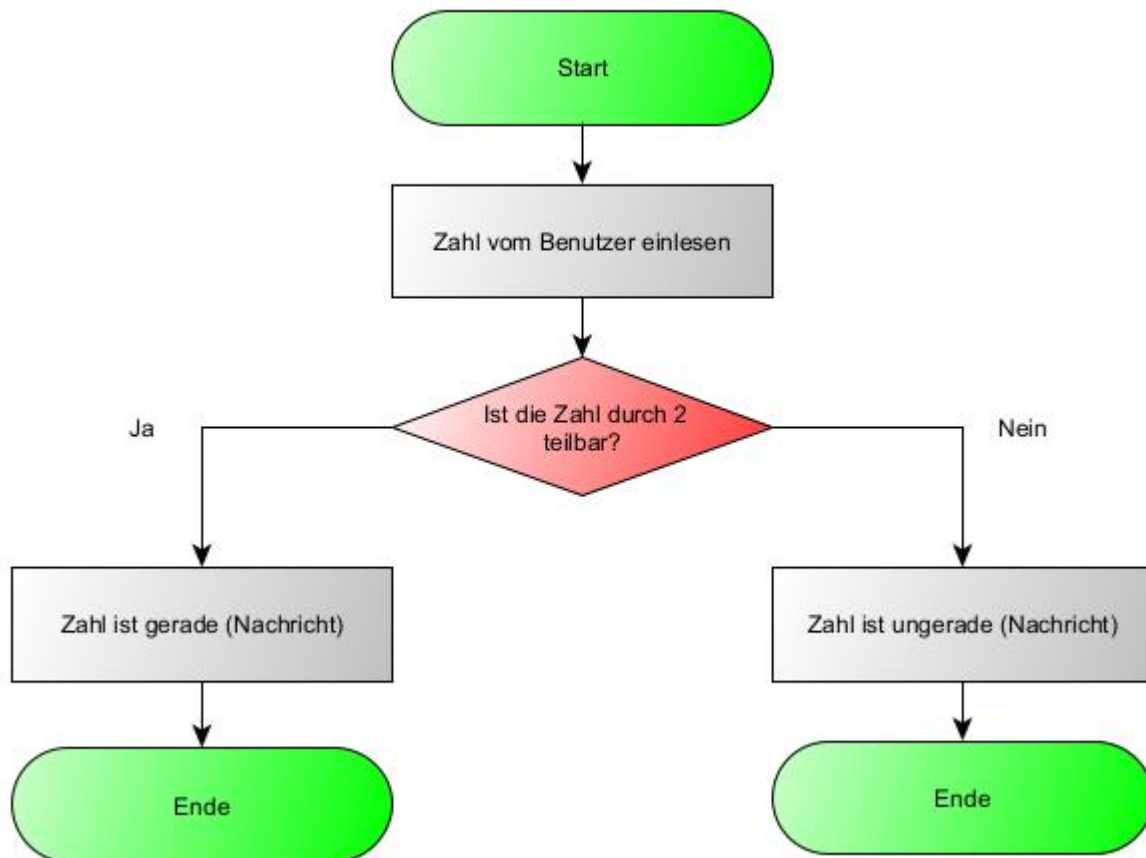 Start
Zahl vom Benutzer einlesen
Ist die Zahl durch 2
teilbar?
Ja
Nein
Zahl ist gerade (Nachricht)
Zahl ist ungerade (Nachricht)
Ende
Ende